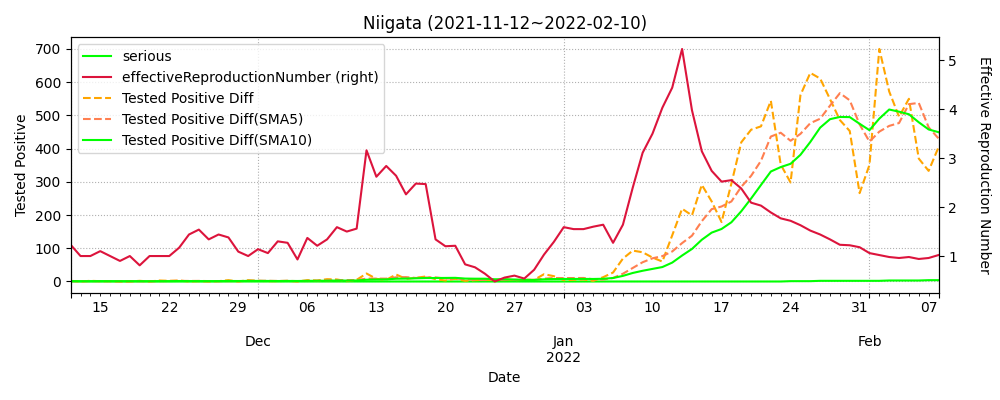 Niigata (2021-11-12~2022-02-10)
serious
effectiveReproductionNumber (right)
Tested Positive Diff
Tested Positive Diff(SMA5)
Tested Positive Diff(SMA10)
Tested Positive
700
600
500
400
300
200
100
0
5
4
3
2
1
Effective Reproduction Number
15 22 29 06 13 20 27 03 10 17 24 31 07
Dec Jan Feb
2022
Date